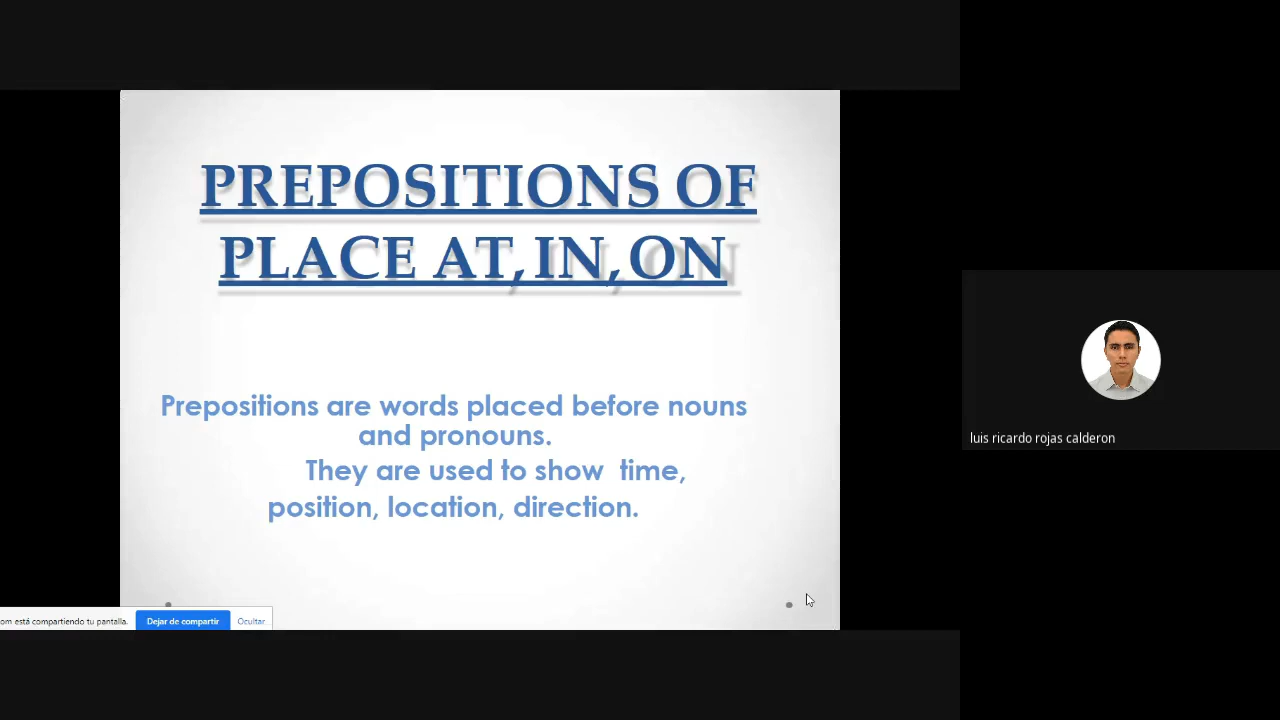 PREPOSITIONS OF
PLACE AT, IN, ON
Prepositions are words placed before nouns
and pronouns.
They are used to show time,
position, location, direction.
luis ricardo rojas calderon
om está compartiendo tu pantalla.
Dejar de compartir
Ocultar